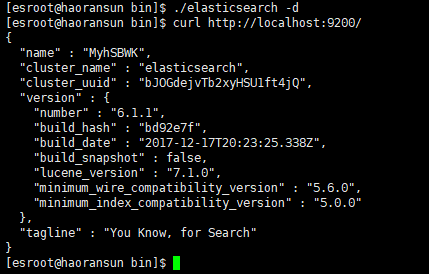 [esroot@haoransun bin]$ ./elasticsearch -d
[esroot@haoransun bin]$ curl http://localhost:9200/
{
  "name" : "MyhSBWK",
  "cluster_name" : "elasticsearch",
  "cluster_uuid" : "bJOGdejvTb2xyHSU1ft4jQ",
  "version" : {
    "number" : "6.1.1",
    "build_hash" : "bd92e7f",
    "build_date" : "2017-12-17T20:23:25.338Z",
    "build_snapshot" : false,
    "lucene_version" : "7.1.0",
    "minimum_wire_compatibility_version" : "5.6.0",
    "minimum_index_compatibility_version" : "5.0.0"
  },
  "tagline" : "You Know, for Search"
}
[esroot@haoransun bin]$